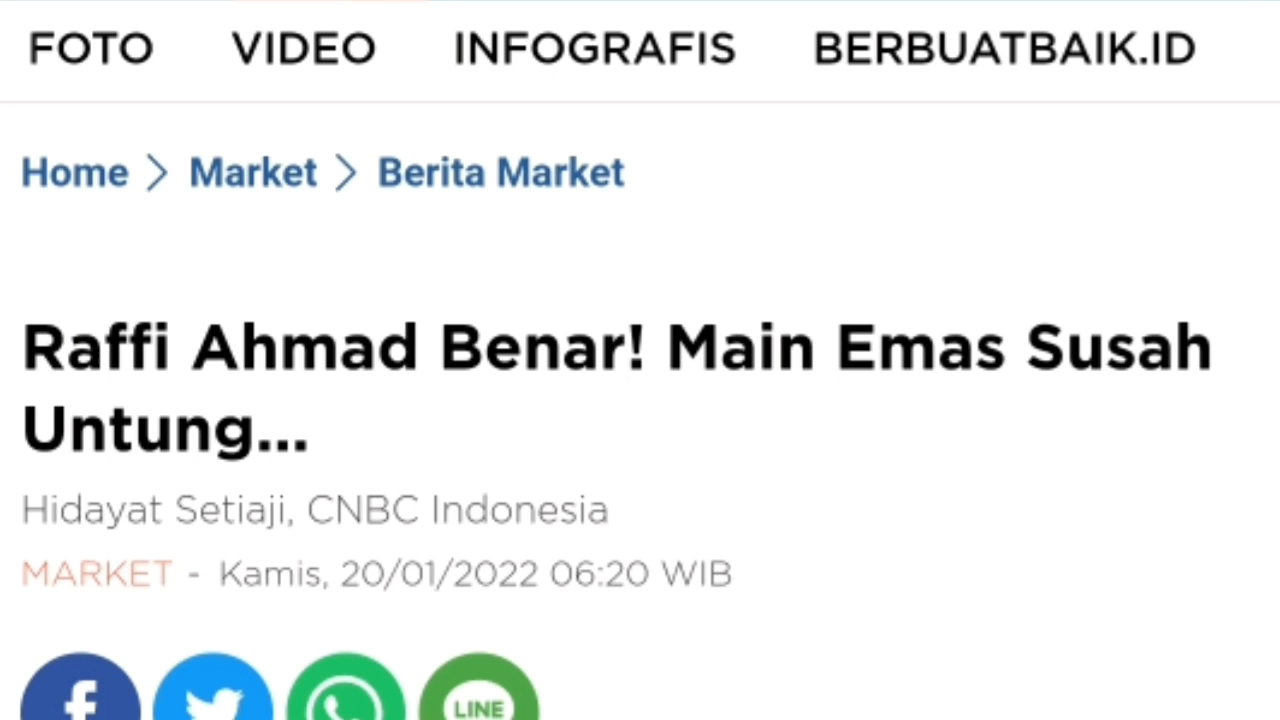 FOTO VIDEO INFOGRAFIS BERBUATBAIK.ID
Home > Market > Berita Market
Raffi Ahmad Benar! Main Emas Susah
Untung...
Hidayat Setiaji, CNBC Indonesia
MARKET - Kamis, 20/01/2022 06:20 WIB
f LINE